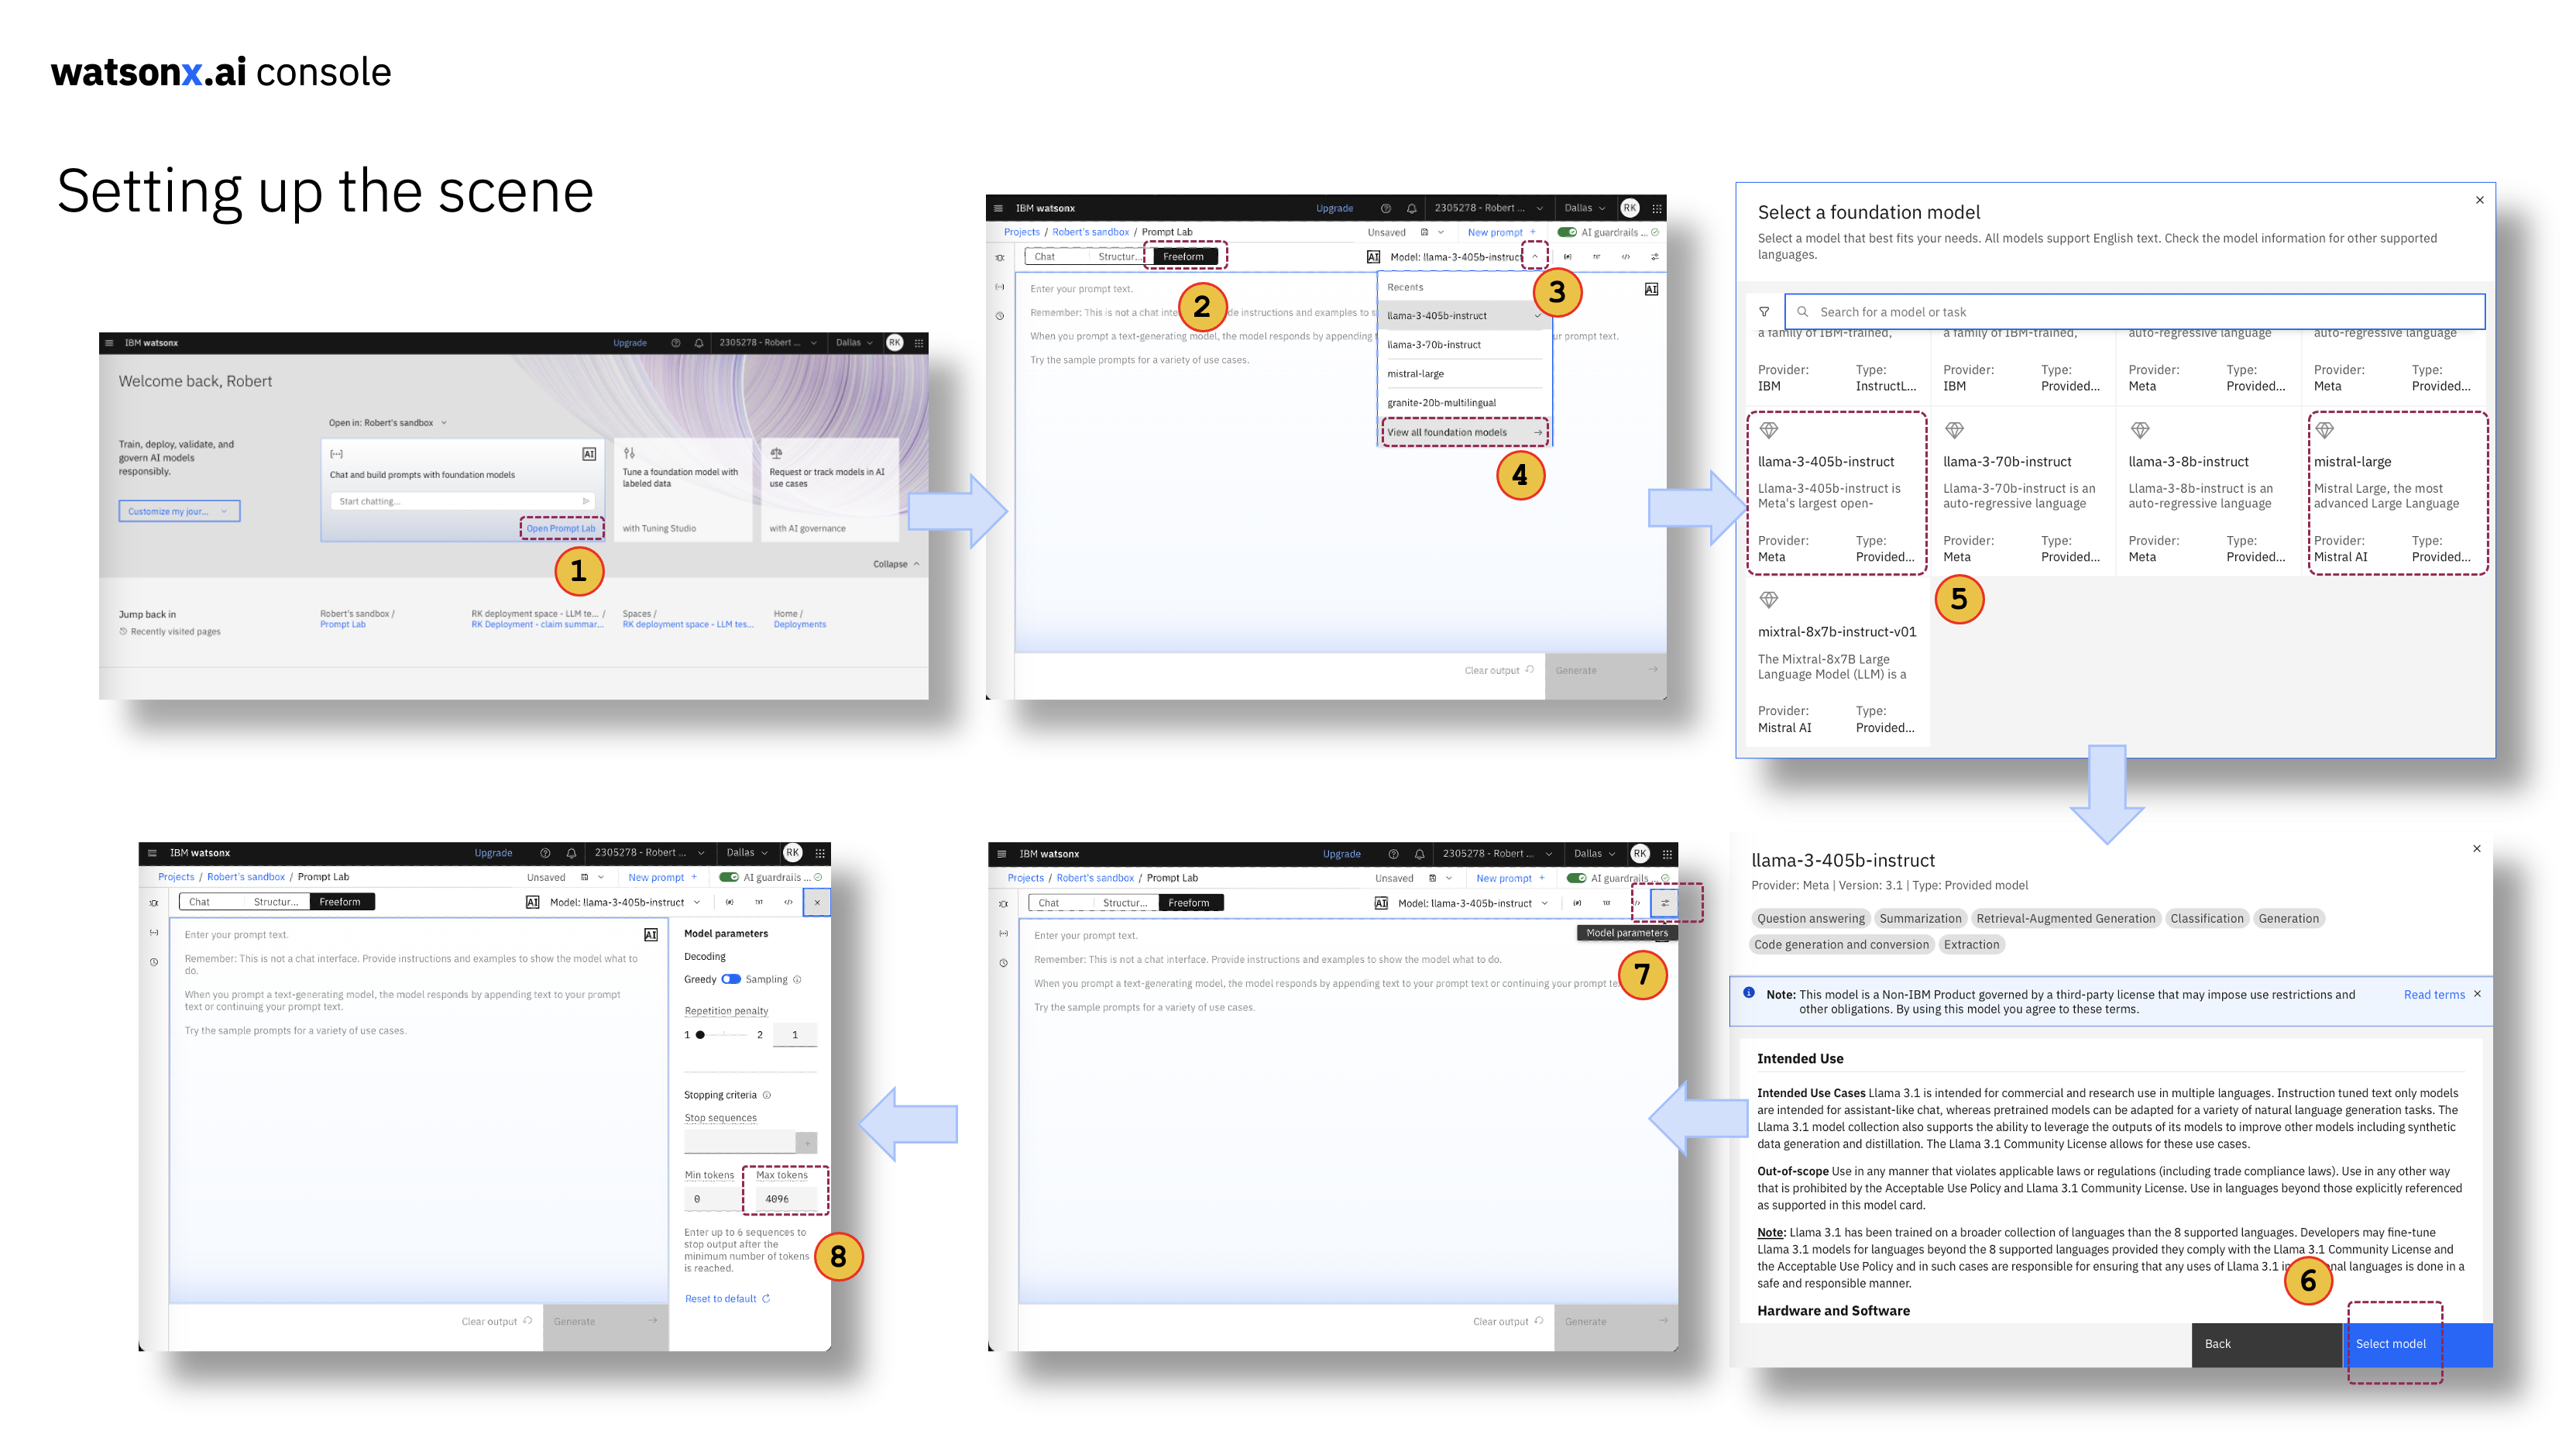 watsonx.ai console
Setting up the scene
IBM watsonx
Upgrade
2305278 - Robert ...
Dallas
RK
Welcome back, Robert
Open in: Robert's sandbox
Train, deploy, validate, and
govern AI models
responsibly.
Customize my jour...
AI
Chat and build prompts with foundation models
Start chatting...
Open Prompt Lab
Tune a foundation model with
labeled data
with Tuning Studio
Request or track models in AI
use cases
with AI governance
1
Collapse
Jump back in
Recently visited pages
Robert's sandbox /
Prompt Lab
RK deployment space - LLM te... /
RK Deployment - claim summar...
Spaces /
RK deployment space - LLM tes...
Home /
Deployments
IBM watsonx
Upgrade
2305278 - Robert ...
Dallas
RK
Projects / Robert's sandbox / Prompt Lab
Unsaved
New prompt +
AI guardrails ...
Chat
Structur...
Freeform
AI
Model: llama-3-405b-instruct
2
3
AI
Enter your prompt text.
Remember: This is not a chat inte
de instructions and examples to s
When you prompt a text-generating model, the model responds by appending
ur prompt text.
Try the sample prompts for a variety of use cases.
Recents
llama-3-405b-instruct
llama-3-70b-instruct
mistral-large
granite-20b-multilingual
View all foundation models
4
Clear output
Generate
Select a foundation model
Select a model that best fits your needs. All models support English text. Check the model information for other supported
languages.
Search for a model or task
a family of IBM-trained,
Provider:
IBM
Type:
InstructL...
a family of IBM-trained,
Provider:
IBM
Type:
Provided...
auto-regressive language
Provider:
Meta
Type:
Provided...
auto-regressive language
Provider:
Meta
Type:
Provided...
llama-3-405b-instruct
Llama-3-405b-instruct is
Meta's largest open-
Provider:
Meta
Type:
Provided...
llama-3-70b-instruct
Llama-3-70b-instruct is an
auto-regressive language
Provider:
Meta
Type:
Provided...
llama-3-8b-instruct
Llama-3-8b-instruct is an
auto-regressive language
Provider:
Meta
Type:
Provided...
mistral-large
Mistral Large, the most
advanced Large Language
Provider:
Mistral AI
Type:
Provided...
5
mixtral-8x7b-instruct-v01
The Mixtral-8x7B Large
Language Model (LLM) is a
Provider:
Mistral AI
Type:
Provided...
llama-3-405b-instruct
Provider: Meta | Version: 3.1 | Type: Provided model
Question answering
Summarization
Retrieval-Augmented Generation
Classification
Generation
Code generation and conversion
Extraction
Note: This model is a Non-IBM Product governed by a third-party license that may impose use restrictions and
other obligations. By using this model you agree to these terms.
Read terms
Intended Use
Intended Use Cases Llama 3.1 is intended for commercial and research use in multiple languages. Instruction tuned text only models
are intended for assistant-like chat, whereas pretrained models can be adapted for a variety of natural language generation tasks. The
Llama 3.1 model collection also supports the ability to leverage the outputs of its models to improve other models including synthetic
data generation and distillation. The Llama 3.1 Community License allows for these use cases.
Out-of-scope Use in any manner that violates applicable laws or regulations (including trade compliance laws). Use in any other way
that is prohibited by the Acceptable Use Policy and Llama 3.1 Community License. Use in languages beyond those explicitly referenced
as supported in this model card.
Note: Llama 3.1 has been trained on a broader collection of languages than the 8 supported languages. Developers may fine-tune
Llama 3.1 models for languages beyond the 8 supported languages provided they comply with the Llama 3.1 Community License and
the Acceptable Use Policy and in such cases are responsible for ensuring that any uses of Llama 3.1 in
nal languages is done in a
safe and responsible manner.
6
Hardware and Software
Back
Select model
IBM watsonx
Upgrade
2305278 - Robert ...
Dallas
RK
Projects / Robert's sandbox / Prompt Lab
Unsaved
New prompt +
AI guardrails ...
Chat
Structur...
Freeform
AI
Model: llama-3-405b-instruct
Model parameters
7
Enter your prompt text.
Remember: This is not a chat interface. Provide instructions and examples to show the model what to do.
When you prompt a text-generating model, the model responds by appending text to your prompt text or continuing your prompt te
Try the sample prompts for a variety of use cases.
Clear output
Generate
IBM watsonx
Upgrade
2305278 - Robert ...
Dallas
RK
Projects / Robert's sandbox / Prompt Lab
Unsaved
New prompt +
AI guardrails ...
Chat
Structur...
Freeform
AI
Model: llama-3-405b-instruct
AI
Enter your prompt text.
Remember: This is not a chat interface. Provide instructions and examples to show the model what to
do.
When you prompt a text-generating model, the model responds by appending text to your prompt
text or continuing your prompt text.
Try the sample prompts for a variety of use cases.
Model parameters
Decoding
Greedy
Sampling
Repetition penalty
1
2
1
Stopping criteria
Stop sequences
+
Min tokens
0
Max tokens
4096
Enter up to 6 sequences to
stop output after the
minimum number of tokens
is reached.
8
Reset to default
Clear output
Generate